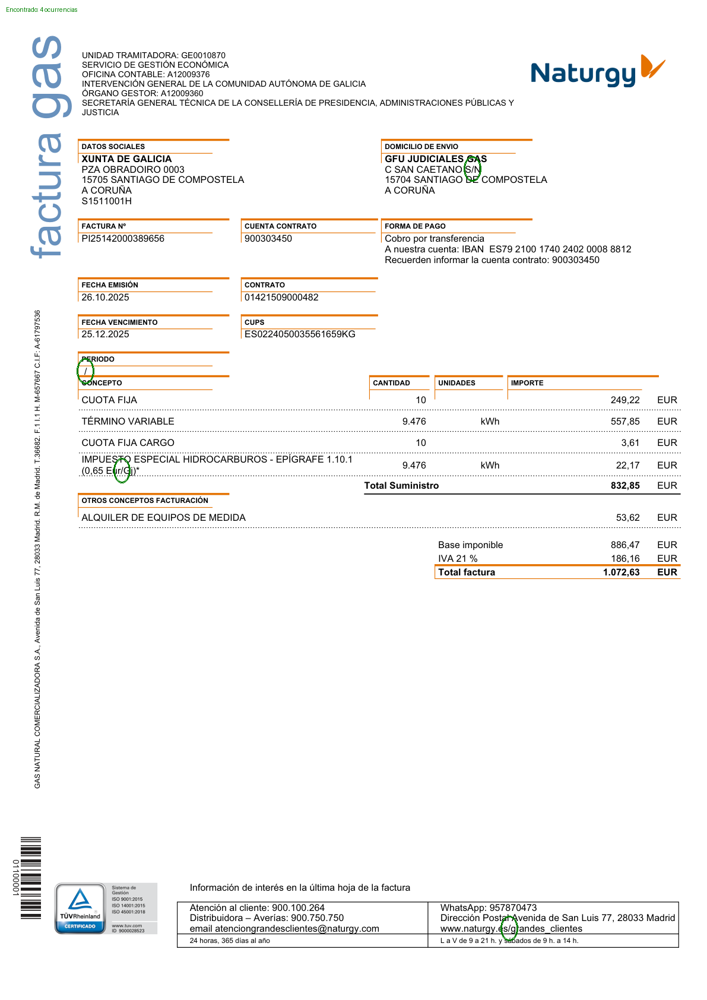 Encontrado: 4 ocurrencias
factura gas
UNIDAD TRAMITADORA: GE0010870
SERVICIO DE GESTIÓN ECONÓMICA
OFICINA CONTABLE: A12009376
INTERVENCIÓN GENERAL DE LA COMUNIDAD AUTÓNOMA DE GALICIA
ÓRGANO GESTOR: A12009360
SECRETARÍA GENERAL TÉCNICA DE LA CONSELLERÍA DE PRESIDENCIA, ADMINISTRACIONES PÚBLICAS Y
JUSTICIA
Naturgy
DATOS SOCIALES
XUNTA DE GALICIA
PZA OBRADOIRO 0003
15705 SANTIAGO DE COMPOSTELA
A CORUÑA
S1511001H
DOMICILIO DE ENVIO
GFU JUDICIALES GAS
C SAN CAETANO C/N
15704 SANTIAGO DE COMPOSTELA
A CORUÑA
FACTURA Nº
PI25142000389656
CUENTA CONTRATO
900303450
FORMA DE PAGO
Cobro por transferencia
A nuestra cuenta: IBAN ES79 2100 1740 2402 0008 8812
Recuerden informar la cuenta contrato: 900303450
FECHA EMISIÓN
26.10.2025
CONTRATO
01421509000482
FECHA VENCIMIENTO
25.12.2025
CUPS
ES0224050035561659KG
PERIODO
/
CONCEPTO CANTIDAD UNIDADES IMPORTE
CUOTA FIJA 10 249,22 EUR
TÉRMINO VARIABLE 9.476 kWh 557,85 EUR
CUOTA FIJA CARGO 10 3,61 EUR
IMPUESTO ESPECIAL HIDROCARBUROS - EPÍGRAFE 1.10.1
(0,65 Eur/Gj)* 9.476 kWh 22,17 EUR
Total Suministro 832,85 EUR
OTROS CONCEPTOS FACTURACIÓN
ALQUILER DE EQUIPOS DE MEDIDA 53,62 EUR
Base imponible 886,47 EUR
IVA 21 % 186,16 EUR
Total factura 1.072,63 EUR
GAS NATURAL COMERCIALIZADORA S.A., Avenida de San Luis 77, 28033 Madrid. R.M. de Madrid. T.36682. F.1 I.1 H. M-657667 C.I.F: A-61797536
01100001
TÜVRheinland
CERTIFICADO
Sistema de
Gestión
ISO 9001:2015
ISO 14001:2015
ISO 45001:2018
www.tuv.com
ID 9000028523
Información de interés en la última hoja de la factura
Atención al cliente: 900.100.264
Distribuidora – Averías: 900.750.750
email atenciongrandesclientes@naturgy.com
24 horas, 365 días al año
WhatsApp: 957870473
Dirección Postal Avenida de San Luis 77, 28033 Madrid
www.naturgy.es/grandes_clientes
L a V de 9 a 21 h. y sábados de 9 h. a 14 h.